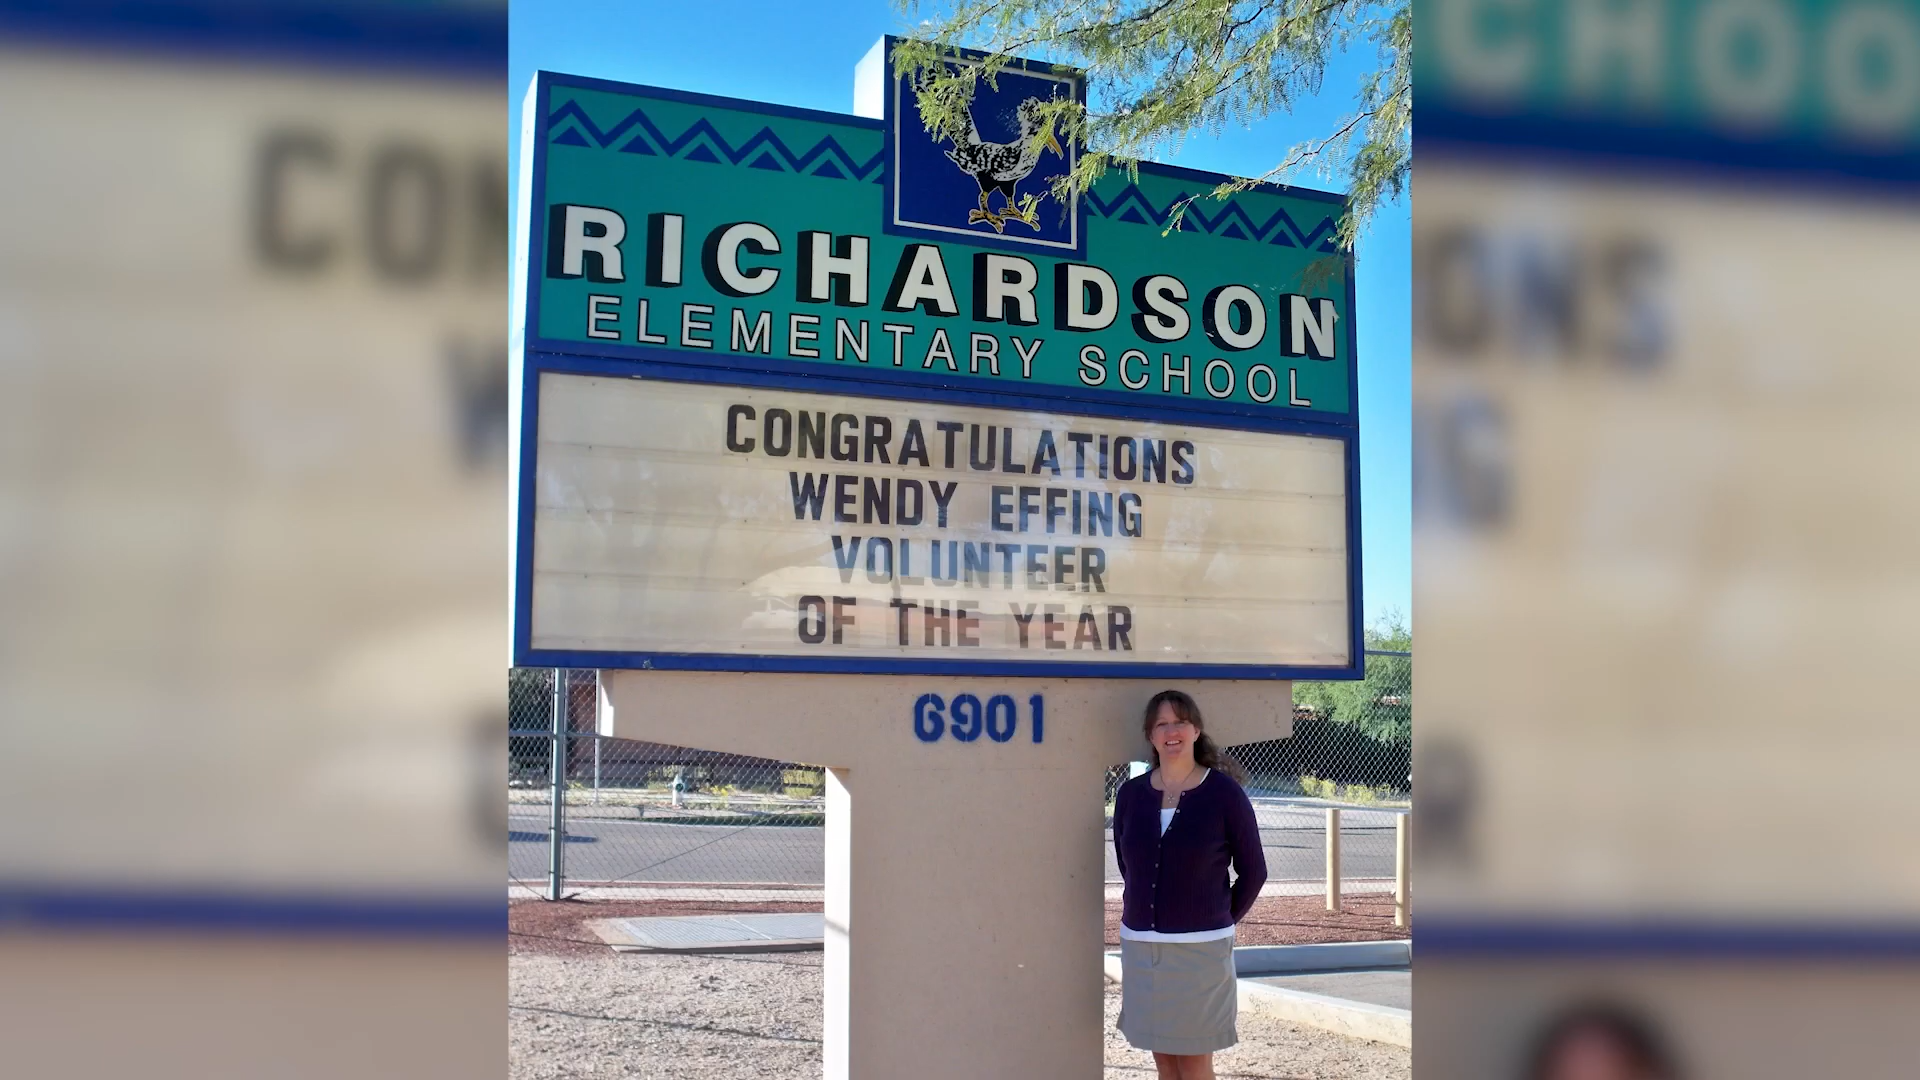 RICHARDSON
ELEMENTARY SCHOOL
CONGRATULATIONS
WENDY EFFING
VOLUNTEER
OF THE YEAR
6901